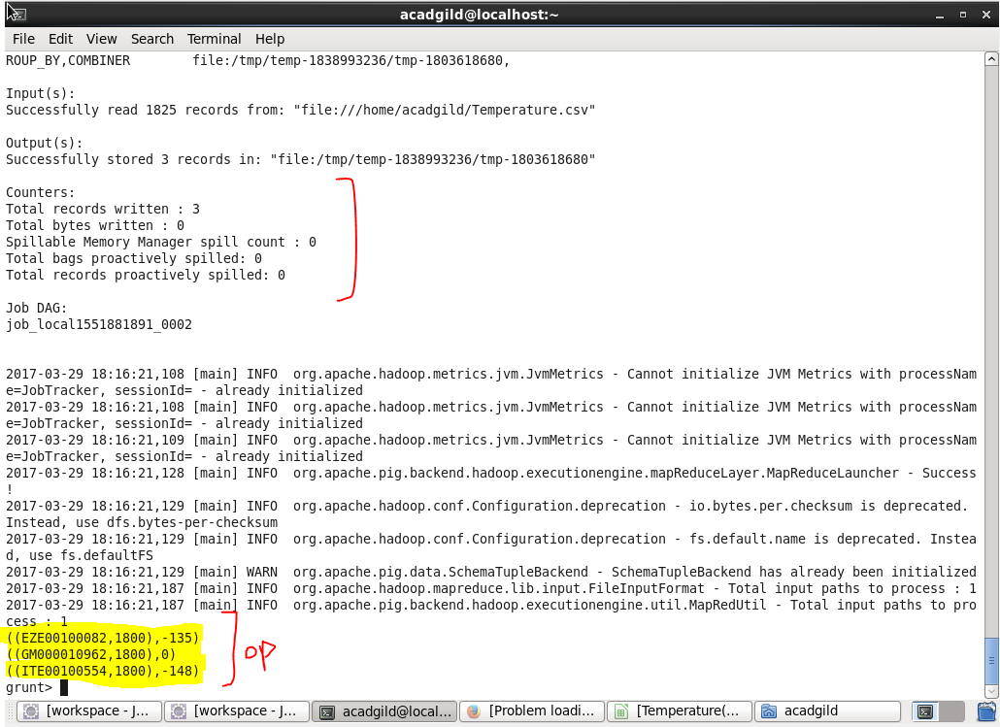 acadgild@localhost:~
File Edit View Search Terminal Help
ROUP_BY,COMBINER        file:/tmp/temp-1838993236/tmp-1803618680,
Input(s):
Successfully read 1825 records from: "file:///home/acadgild/Temperature.csv"
Output(s):
Successfully stored 3 records in: "file:/tmp/temp-1838993236/tmp-1803618680"
Counters:
Total records written : 3
Total bytes written : 0
Spillable Memory Manager spill count : 0
Total bags proactively spilled: 0
Total records proactively spilled: 0
Job DAG:
job_local1551881891_0002
2017-03-29 18:16:21,108 [main] INFO  org.apache.hadoop.metrics.jvm.JvmMetrics - Cannot initialize JVM Metrics with processNam
e=JobTracker, sessionId= - already initialized
2017-03-29 18:16:21,108 [main] INFO  org.apache.hadoop.metrics.jvm.JvmMetrics - Cannot initialize JVM Metrics with processNam
e=JobTracker, sessionId= - already initialized
2017-03-29 18:16:21,109 [main] INFO  org.apache.hadoop.metrics.jvm.JvmMetrics - Cannot initialize JVM Metrics with processNam
e=JobTracker, sessionId= - already initialized
2017-03-29 18:16:21,128 [main] INFO  org.apache.pig.backend.hadoop.executionengine.mapReduceLayer.MapReduceLauncher - Success
!
2017-03-29 18:16:21,129 [main] INFO  org.apache.hadoop.conf.Configuration.deprecation - io.bytes.per.checksum is deprecated.
Instead, use dfs.bytes-per-checksum
2017-03-29 18:16:21,129 [main] INFO  org.apache.hadoop.conf.Configuration.deprecation - fs.default.name is deprecated. Instea
d, use fs.defaultFS
2017-03-29 18:16:21,129 [main] WARN  org.apache.pig.data.SchemaTupleBackend - SchemaTupleBackend has already been initialized
2017-03-29 18:16:21,187 [main] INFO  org.apache.hadoop.mapreduce.lib.input.FileInputFormat - Total input paths to process : 1
2017-03-29 18:16:21,187 [main] INFO  org.apache.pig.backend.hadoop.executionengine.util.MapRedUtil - Total input paths to pro
cess : 1
((EZE00100082,1800),-135)
((GM000010962,1800),0) op
((ITE00100554,1800),-148)
grunt>
[workspace - J... [workspace - J... acadgild@local... [Problem loadi... [Temperature(... acadgild